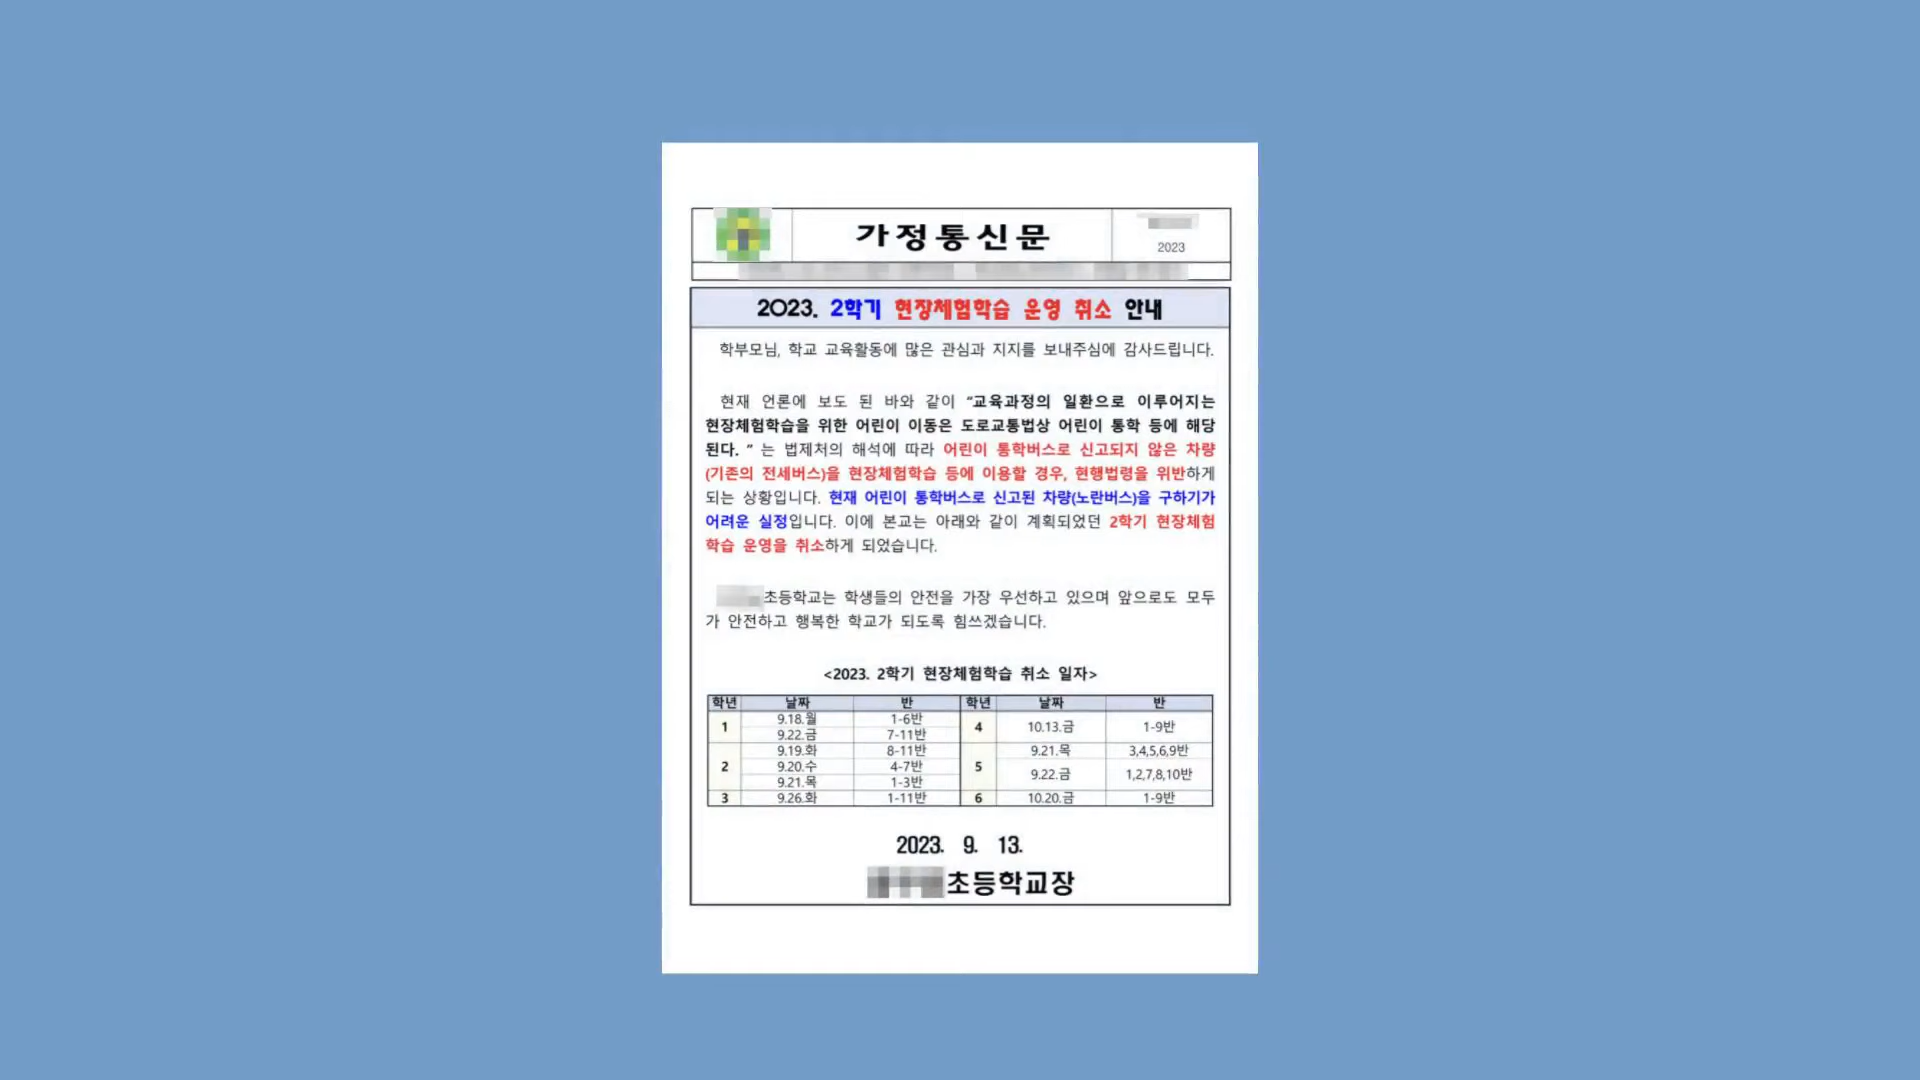 가정통신문
2023
2023. 2학기 현장체험학습 운영 취소 안내
학부모님, 학교 교육활동에 많은 관심과 지지를 보내주심에 감사드립니다.
현재 언론에 보도 된 바와 같이 “교육과정의 일환으로 이루어지는
현장체험학습을 위한 어린이 이동은 도로교통법상 어린이 통학 등에 해당
된다. ” 는 법제처의 해석에 따라 어린이 통학버스로 신고되지 않은 차량
(기존의 전세버스)을 현장체험학습 등에 이용할 경우, 현행법령을 위반하게
되는 상황입니다. 현재 어린이 통학버스로 신고된 차량(노란버스)을 구하기가
어려운 실정입니다. 이에 본교는 아래와 같이 계획되었던 2학기 현장체험
학습 운영을 취소하게 되었습니다.
초등학교는 학생들의 안전을 가장 우선하고 있으며 앞으로도 모두
가 안전하고 행복한 학교가 되도록 힘쓰겠습니다.
<2023. 2학기 현장체험학습 취소 일자>
학년 날짜 반 학년 날짜 반
1 9.18.월 1-6반 4 10.13.금 1-9반
9.22.금 7-11반
2 9.19.화 8-11반 5 9.21.목 3,4,5,6,9반
9.20.수 4-7반 9.22.금 1,2,7,8,10반
9.21.목 1-3반
3 9.26.화 1-11반 6 10.20.금 1-9반
2023. 9. 13.
초등학교장